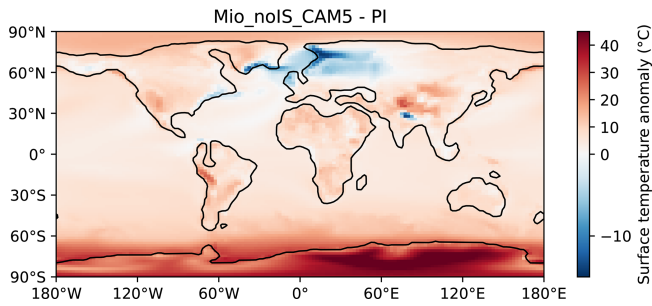 Mio_noIS_CAM5 - PI
90°N
60°N
30°N
0°
30°S
60°S
90°S
180°W
120°W
60°W
0°
60°E
120°E
180°E
40
30
20
10
0
−10
Surface temperature anomaly (°C)